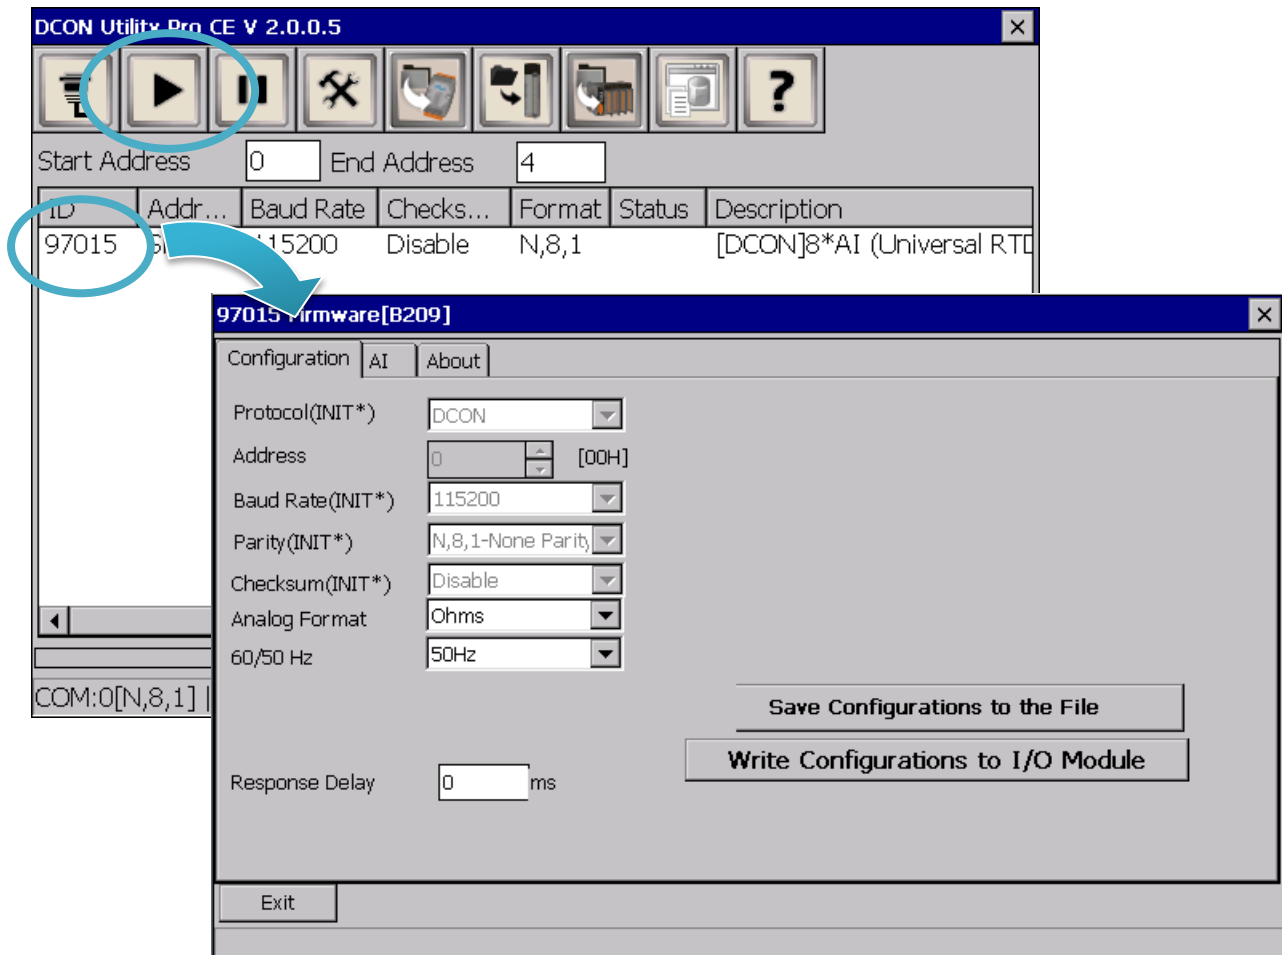 DCON Utility Pro CE V 2.0.0.5
?
Start Address 0 End Address 4
ID Addr... Baud Rate Checks... Format Status Description
97015 115200 Disable N,8,1 [DCON]8*AI (Universal RTD
COM:0[N,8,1] |
97015 Firmware[B209]
Configuration AI About
Protocol(INIT*) DCON
Address 0 [00H]
Baud Rate(INIT*) 115200
Parity(INIT*) N,8,1-None Parity
Checksum(INIT*) Disable
Analog Format Ohms
60/50 Hz 50Hz
Save Configurations to the File
Write Configurations to I/O Module
Response Delay 0 ms
Exit